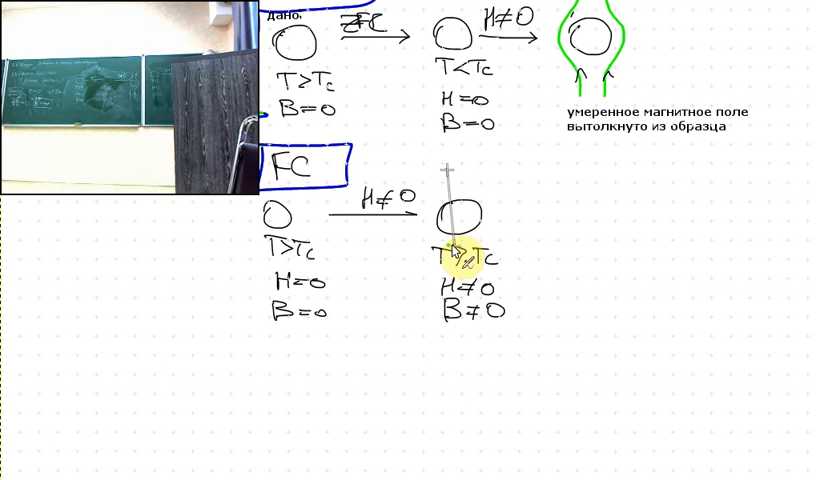 дано:
ZFC
H≠0
T>Tc
B=0
T<Tc
H=0
B=0
умеренное магнитное поле
вытолкнуто из образца
FC
H≠0
T>Tc
H=0
B=0
T>Tc
H≠0
B≠0